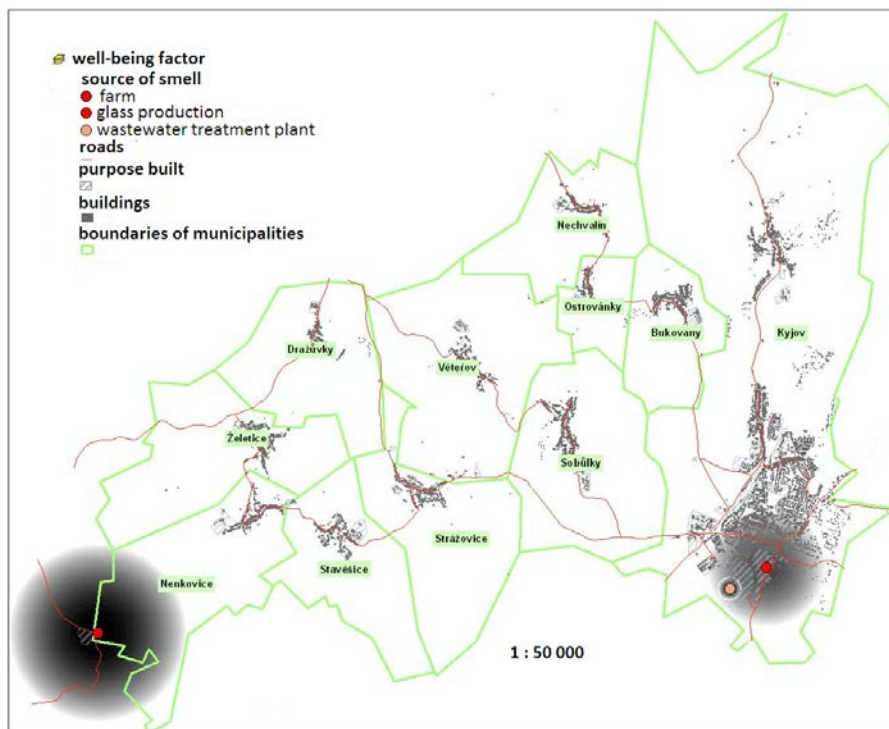 well-being factor
source of smell
farm
glass production
wastewater treatment plant
roads
purpose built
buildings
boundaries of municipalities
Nechvalín
Ostrovánky
Bukovany
Kyjov
Dražůvky
Věteřov
Želetice
Sobůlky
Strážovice
Stavěšice
Nenkovice
1 : 50 000